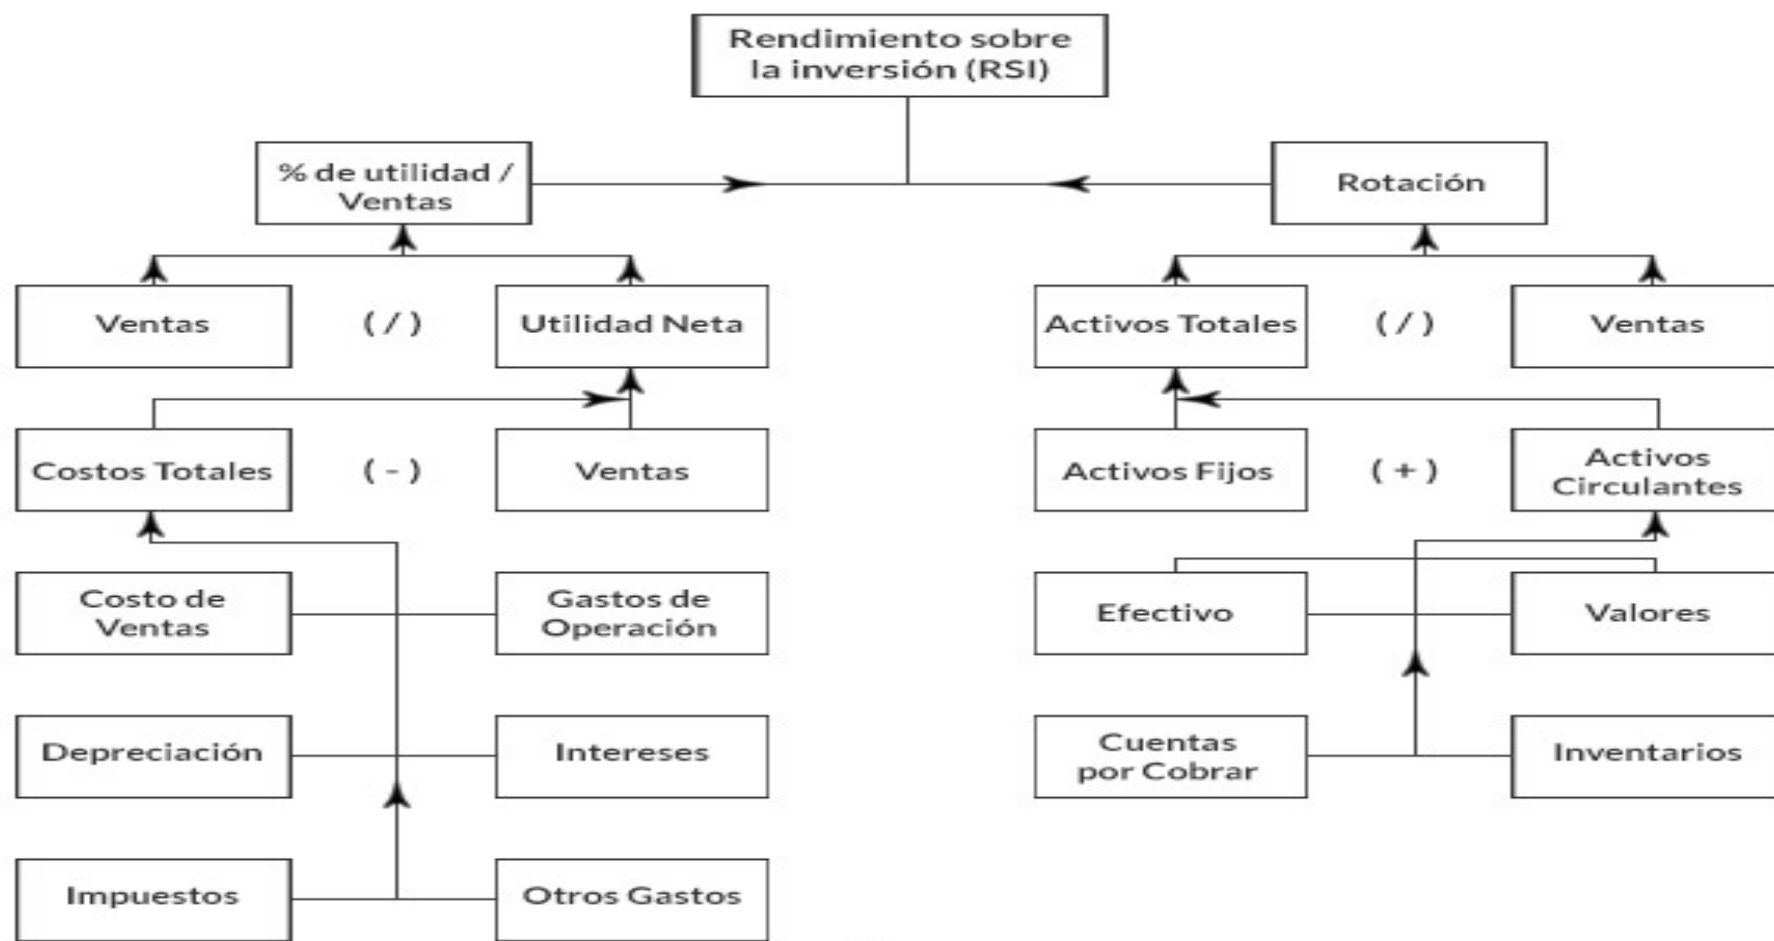 Rendimiento sobre
la inversión (RSI)
% de utilidad /
Ventas
Rotación
Ventas
( / )
Utilidad Neta
Activos Totales
( / )
Ventas
Costos Totales
( - )
Ventas
Activos Fijos
( + )
Activos
Circulantes
Costo de
Ventas
Gastos de
Operación
Efectivo
Valores
Depreciación
Intereses
Cuentas
por Cobrar
Inventarios
Impuestos
Otros Gastos